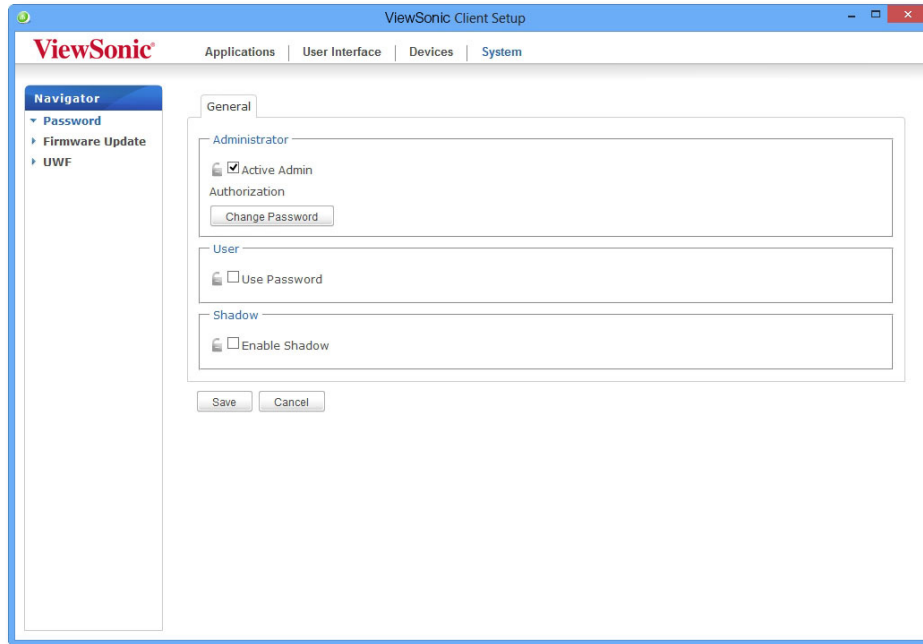 ViewSonic Client Setup
ViewSonic®
Applications | User Interface | Devices | System
Navigator
Password
Firmware Update
UWF
General
Administrator
Active Admin
Authorization
Change Password
User
Use Password
Shadow
Enable Shadow
Save Cancel